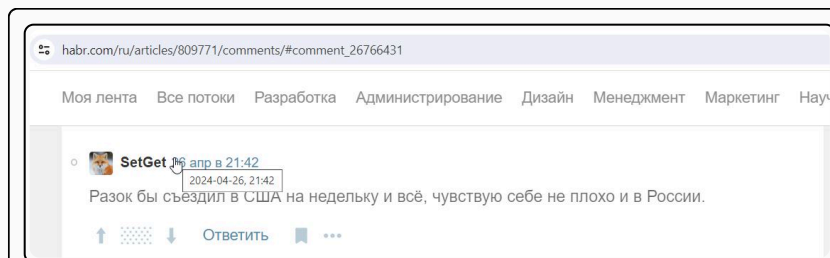 habr.com/ru/articles/809771/comments/#comment_26766431
Моя лента Все потоки Разработка Администрирование Дизайн Менеджмент Маркетинг Науч
SetGet 26 апр в 21:42
2024-04-26, 21:42
Разок бы съездил в США на недельку и всё, чувствую себе не плохо и в России.
Ответить